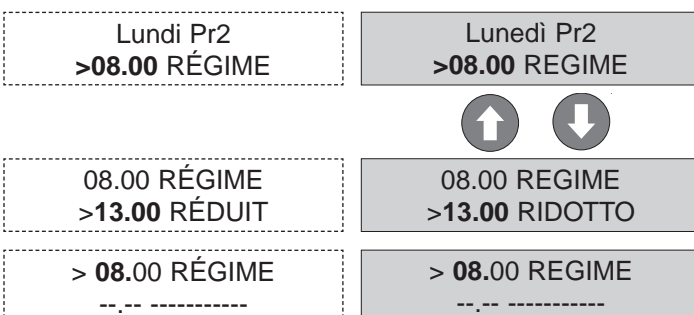 Lundi Pr2
>08.00 RÉGIME
Lunedì Pr2
>08.00 REGIME
08.00 RÉGIME
>13.00 RÉDUIT
08.00 REGIME
>13.00 RIDOTTO
> 08.00 RÉGIME
--.-- -----------
> 08.00 REGIME
--.-- -----------